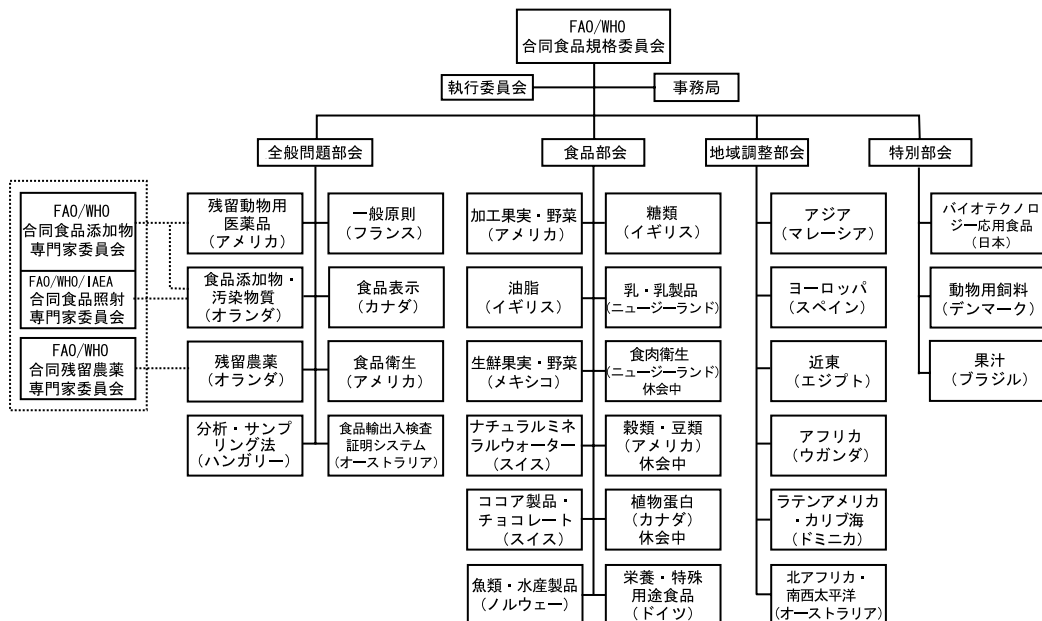 FAO/WHO
合同食品規格委員会
執行委員会
事務局
全般問題部会
食品部会
地域調整部会
特別部会
FAO/WHO
合同食品添加物
専門家委員会
FAO/WHO/IAEA
合同食品照射
専門家委員会
FAO/WHO
合同残留農薬
専門家委員会
残留動物用
医薬品
(アメリカ)
食品添加物・
汚染物質
(オランダ)
残留農薬
(オランダ)
分析・サンプ
リング法
(ハンガリー)
一般原則
(フランス)
食品表示
(カナダ)
食品衛生
(アメリカ)
食品輸出入検査
証明システム
(オーストラリア)
加工果実・野菜
(アメリカ)
油脂
(イギリス)
生鮮果実・野菜
(メキシコ)
ナチュラルミネ
ラルウォーター
(スイス)
ココア製品・
チョコレート
(スイス)
魚類・水産製品
(ノルウェー)
糖類
(イギリス)
乳・乳製品
(ニュージーランド)
食肉衛生
(ニュージーランド)
休会中
穀類・豆類
(アメリカ)
休会中
植物蛋白
(カナダ)
休会中
栄養・特殊
用途食品
(ドイツ)
アジア
(マレーシア)
ヨーロッパ
(スペイン)
近東
(エジプト)
アフリカ
(ウガンダ)
ラテンアメリカ
・カリブ海
(ドミニカ)
北アフリカ・
南西太平洋
(オーストラリア)
バイオテクノロ
ジー応用食品
(日本)
動物用飼料
(デンマーク)
果汁
(ブラジル)